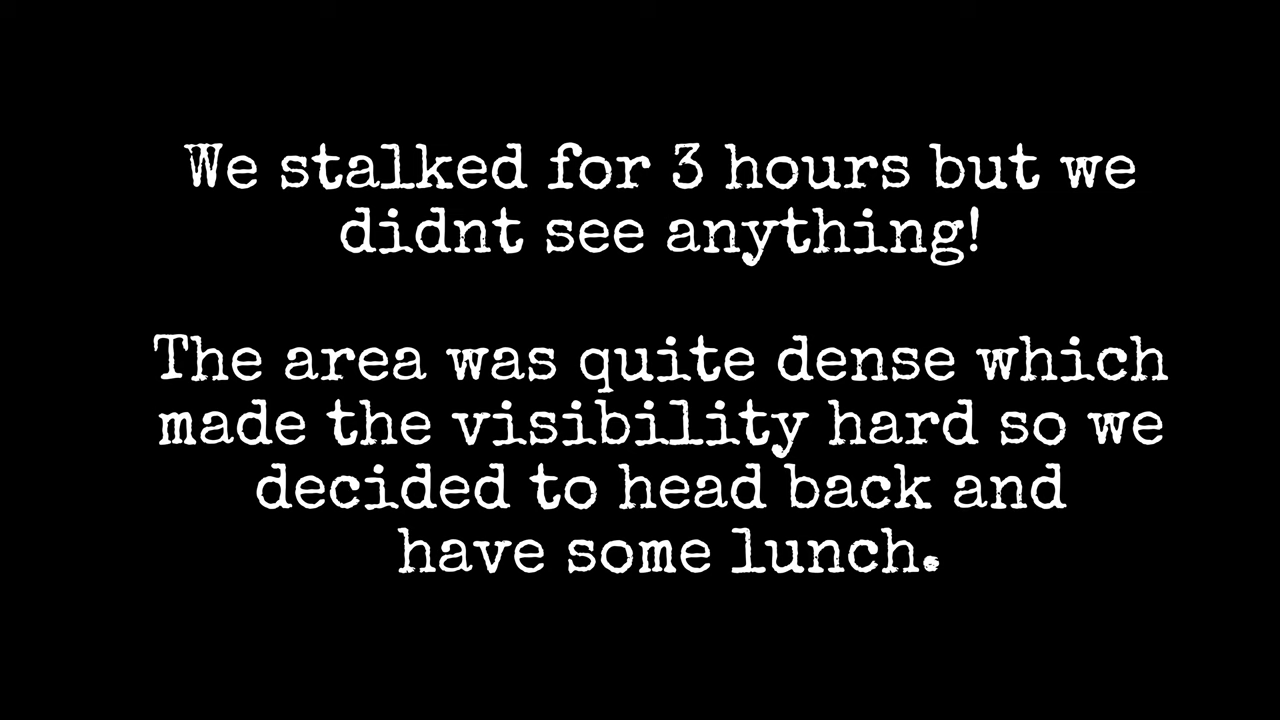 We stalked for 3 hours but we
didnt see anything!
The area was quite dense which
made the visibility hard so we
decided to head back and
have some lunch.